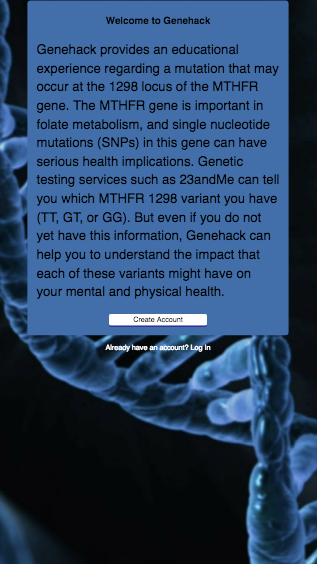 Welcome to Genehack
Genehack provides an educational
experience regarding a mutation that may
occur at the 1298 locus of the MTHFR
gene. The MTHFR gene is important in
folate metabolism, and single nucleotide
mutations (SNPs) in this gene can have
serious health implications. Genetic
testing services such as 23andMe can tell
you which MTHFR 1298 variant you have
(TT, GT, or GG). But even if you do not
yet have this information, Genehack can
help you to understand the impact that
each of these variants might have on
your mental and physical health.
Create Account
Already have an account? Log in